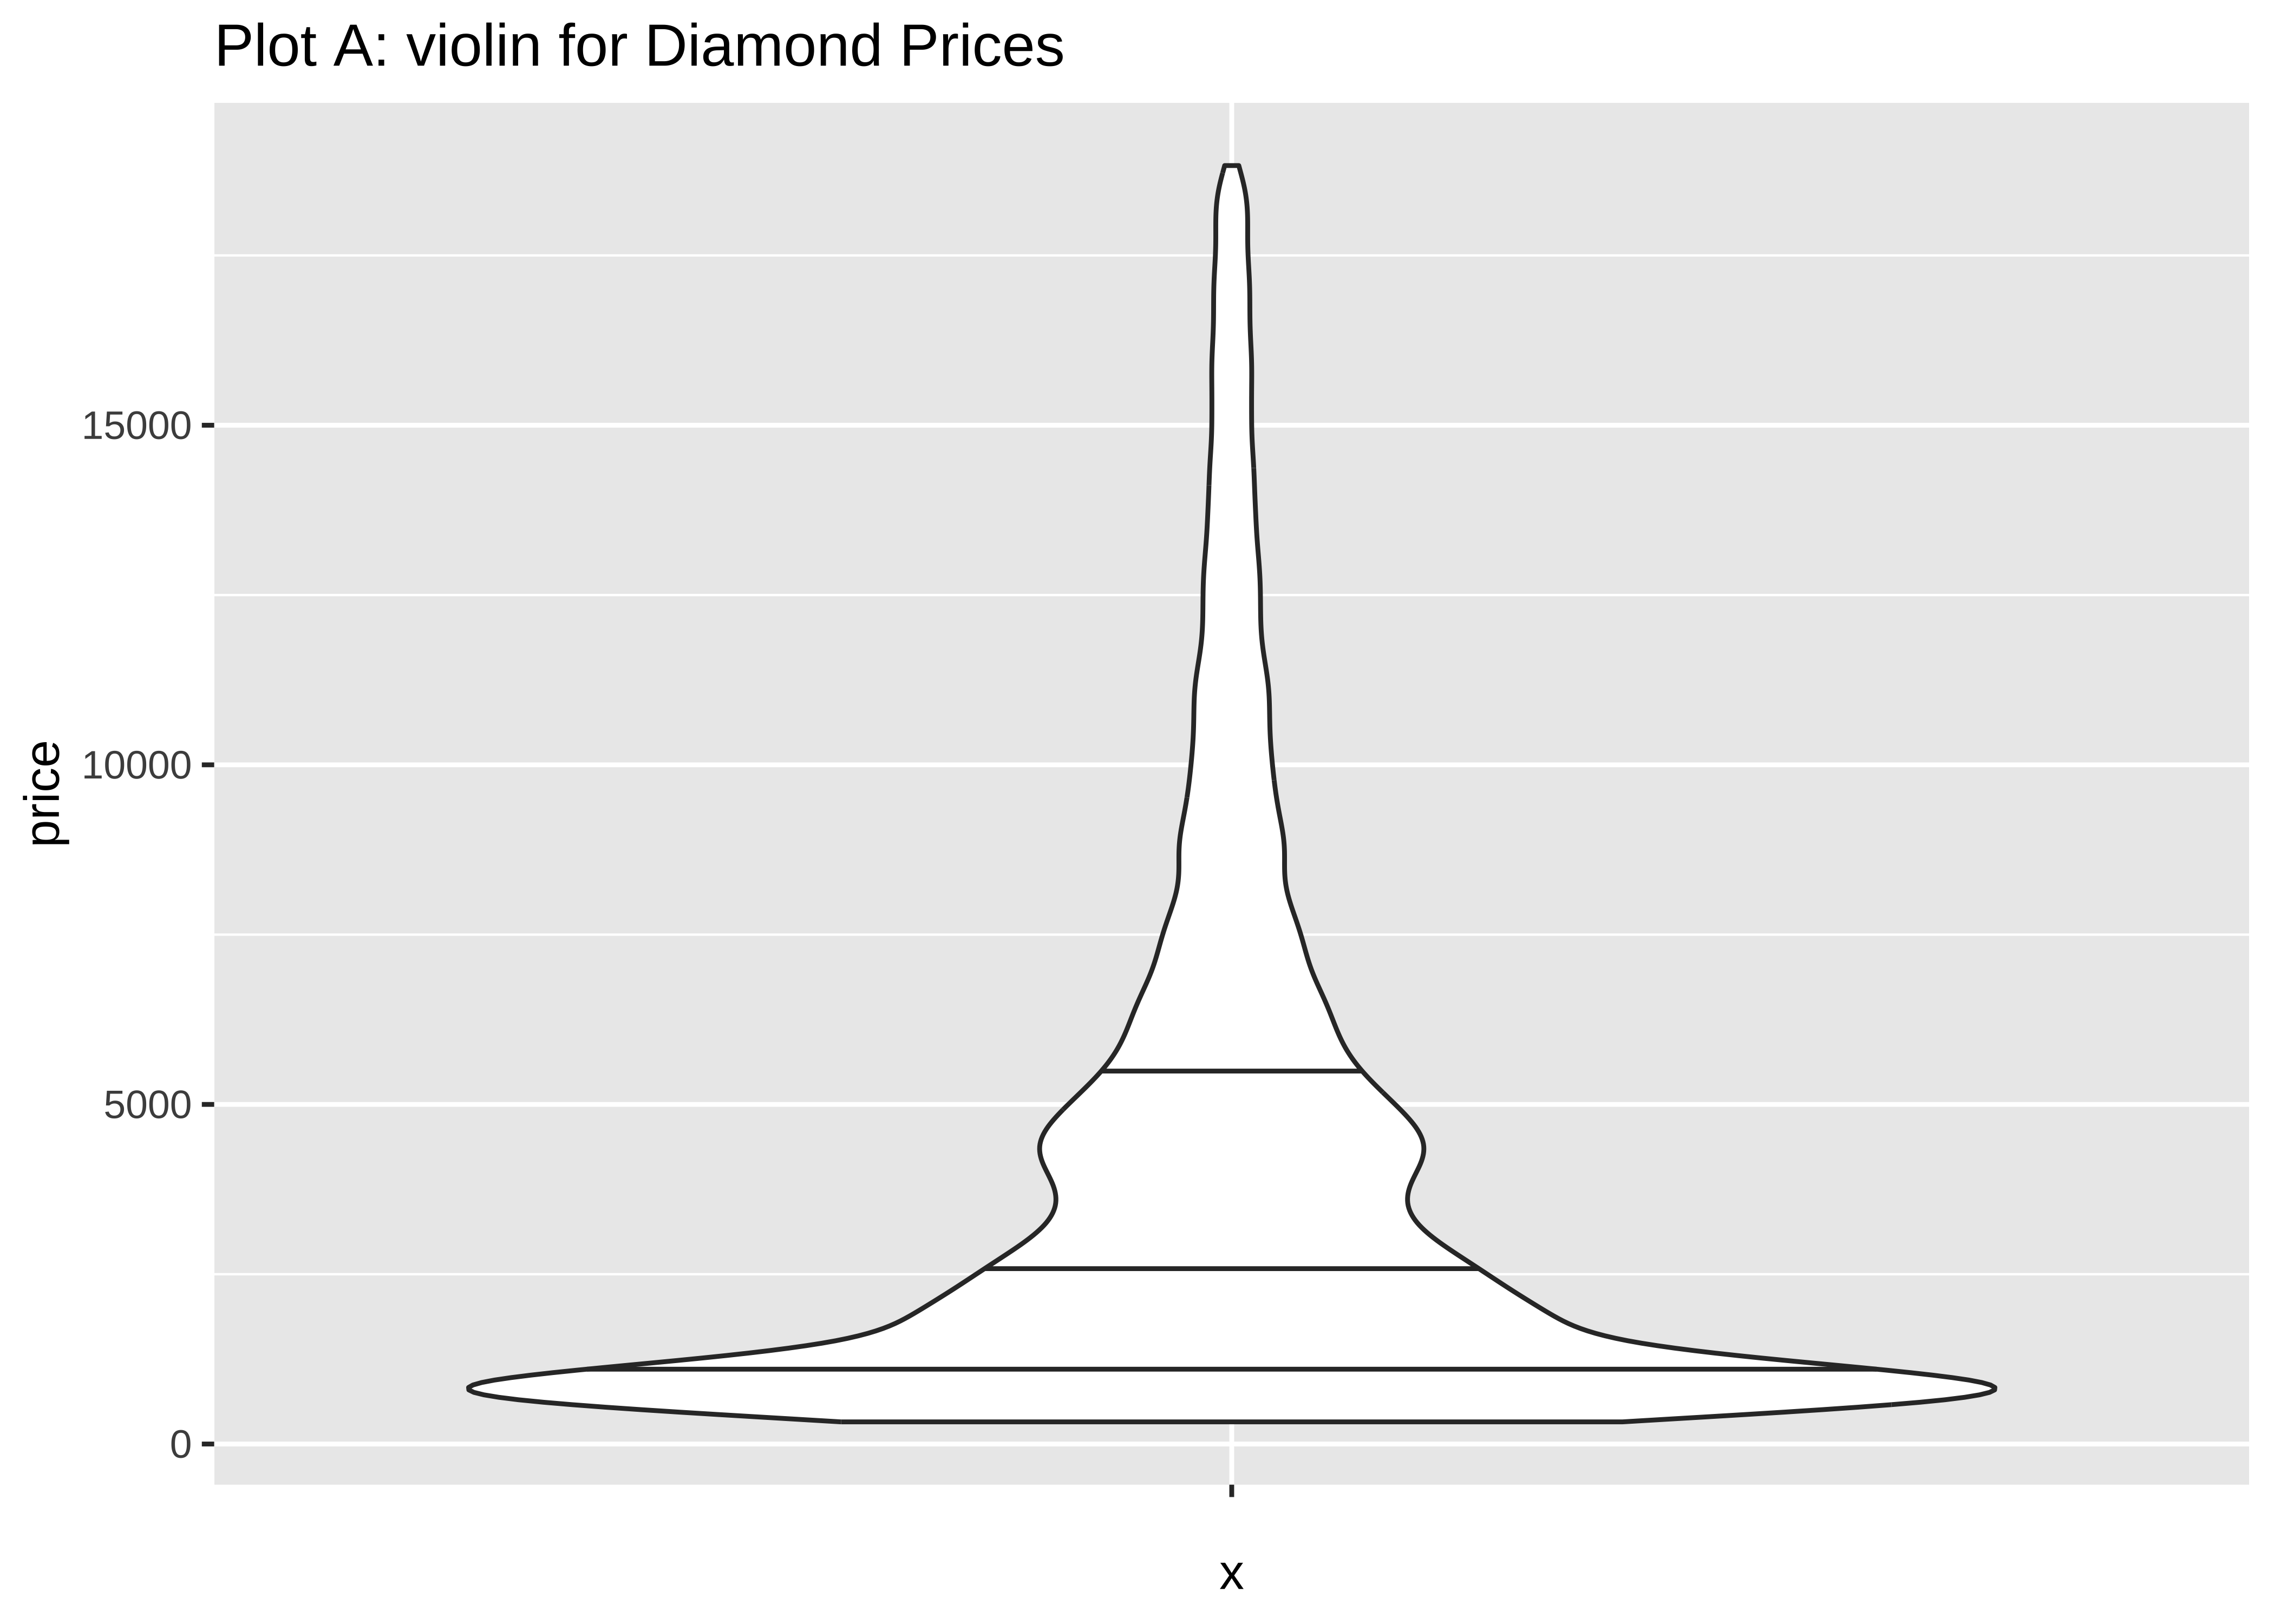 Plot A: violin for Diamond Prices
15000
10000
5000
0
price
x